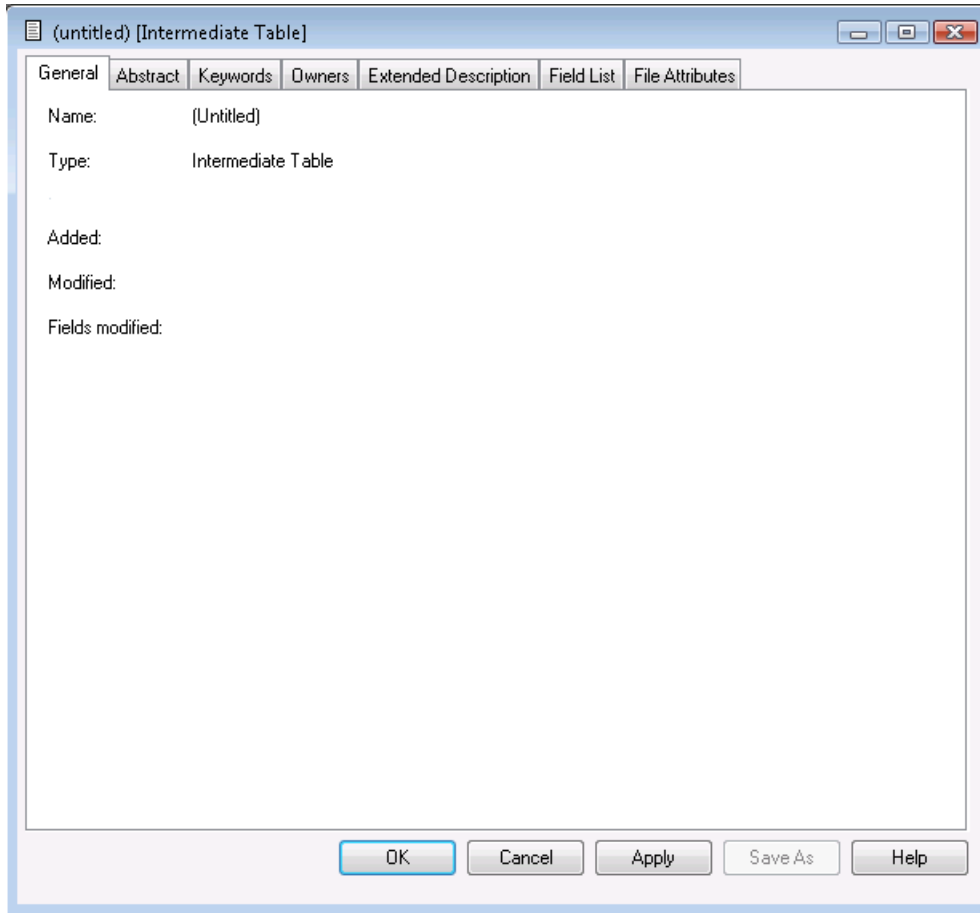 (untitled) [Intermediate Table]
General Abstract Keywords Owners Extended Description Field List File Attributes
Name: (Untitled)
Type: Intermediate Table
Added:
Modified:
Fields modified:
OK Cancel Apply Save As Help